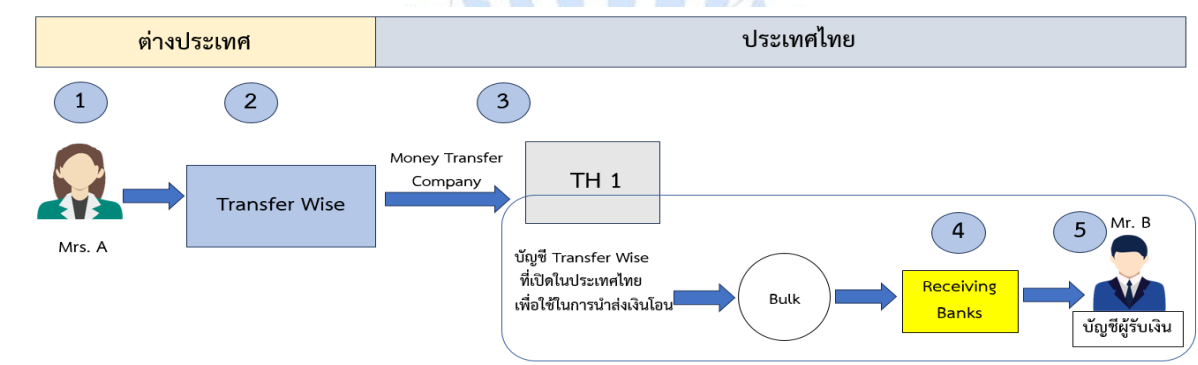 ต่างประเทศ
ประเทศไทย
1
2
3
Money Transfer
Company
TH 1
Transfer Wise
Mrs. A
4
5
Mr. B
บัญชี Transfer Wise
ที่เปิดในประเทศไทย
เพื่อใช้ในการนำส่งเงินโอน
Bulk
Receiving
Banks
บัญชีผู้รับเงิน